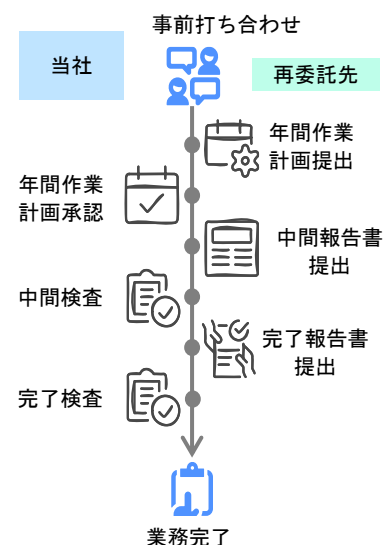 事前打ち合わせ
当社
再委託先
年間作業
計画提出
年間作業
計画承認
中間報告書
提出
中間検査
完了報告書
提出
完了検査
業務完了